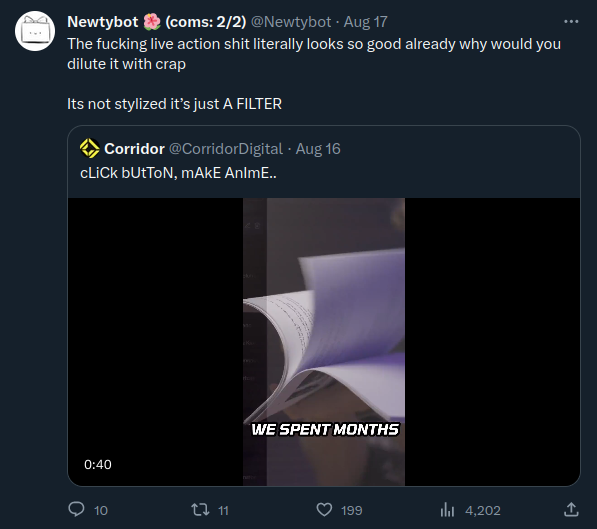 Newtybot 🌺 (coms: 2/2) @Newtybot · Aug 17
The fucking live action shit literally looks so good already why would you
dilute it with crap
Its not stylized it's just A FILTER
Corridor @CorridorDigital · Aug 16
cLiCk bUtToN, mAkE AnImE..
WE SPENT MONTHS
0:40
10 11 199 4,202